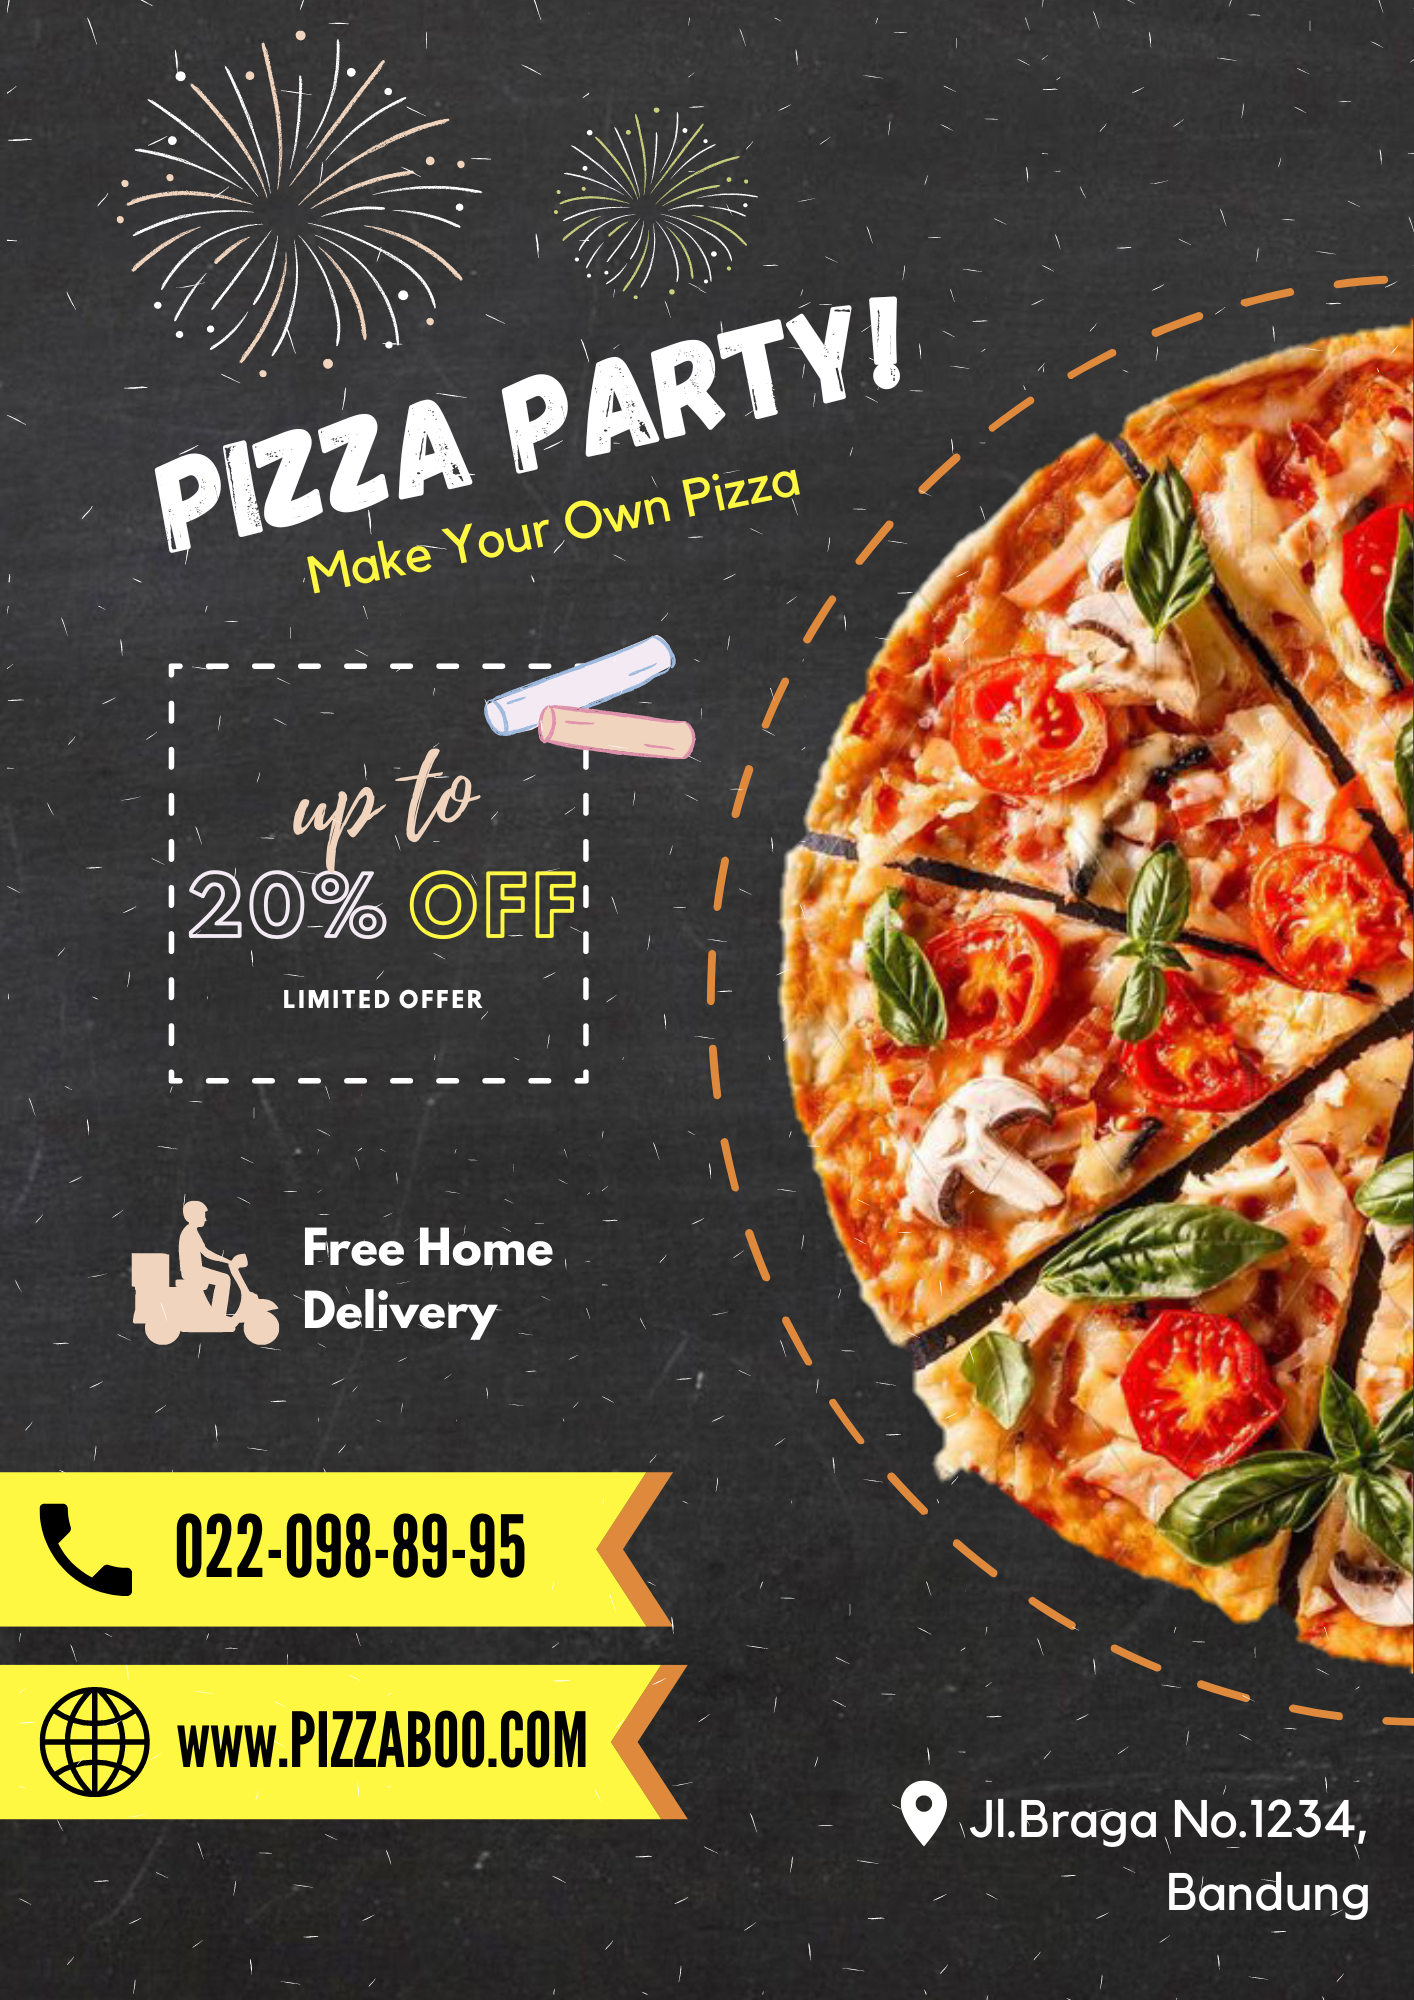 PIZZA PARTY!
Make Your Own Pizza
up to
20% OFF
LIMITED OFFER
Free Home
Delivery
022-098-89-95
www.PIZZABOO.COM
Jl.Braga No.1234,
Bandung